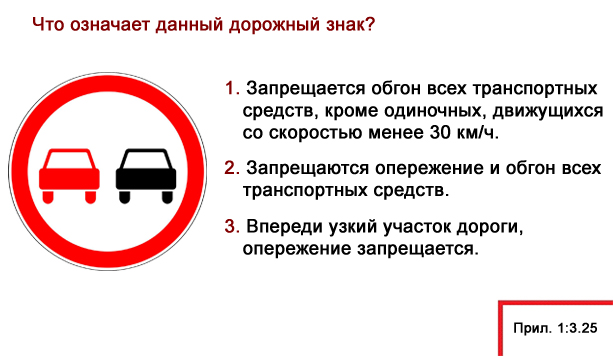 Что означает данный дорожный знак?
1. Запрещается обгон всех транспортных
средств, кроме одиночных, движущихся
со скоростью менее 30 км/ч.
2. Запрещаются опережение и обгон всех
транспортных средств.
3. Впереди узкий участок дороги,
опережение запрещается.
Прил. 1:3.25